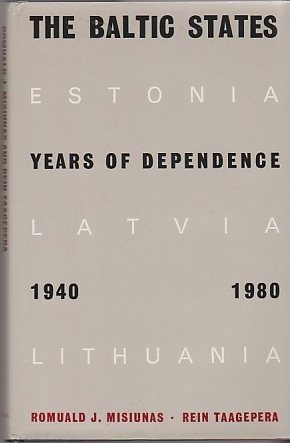 ROMUALD J. MISIUNAS AND REIN TAAGEPERA
THE BALTIC STATES
ESTONIA
YEARS OF DEPENDENCE
LATVIA
1940 1980
LITHUANIA
ROMUALD J. MISIUNAS · REIN TAAGEPERA